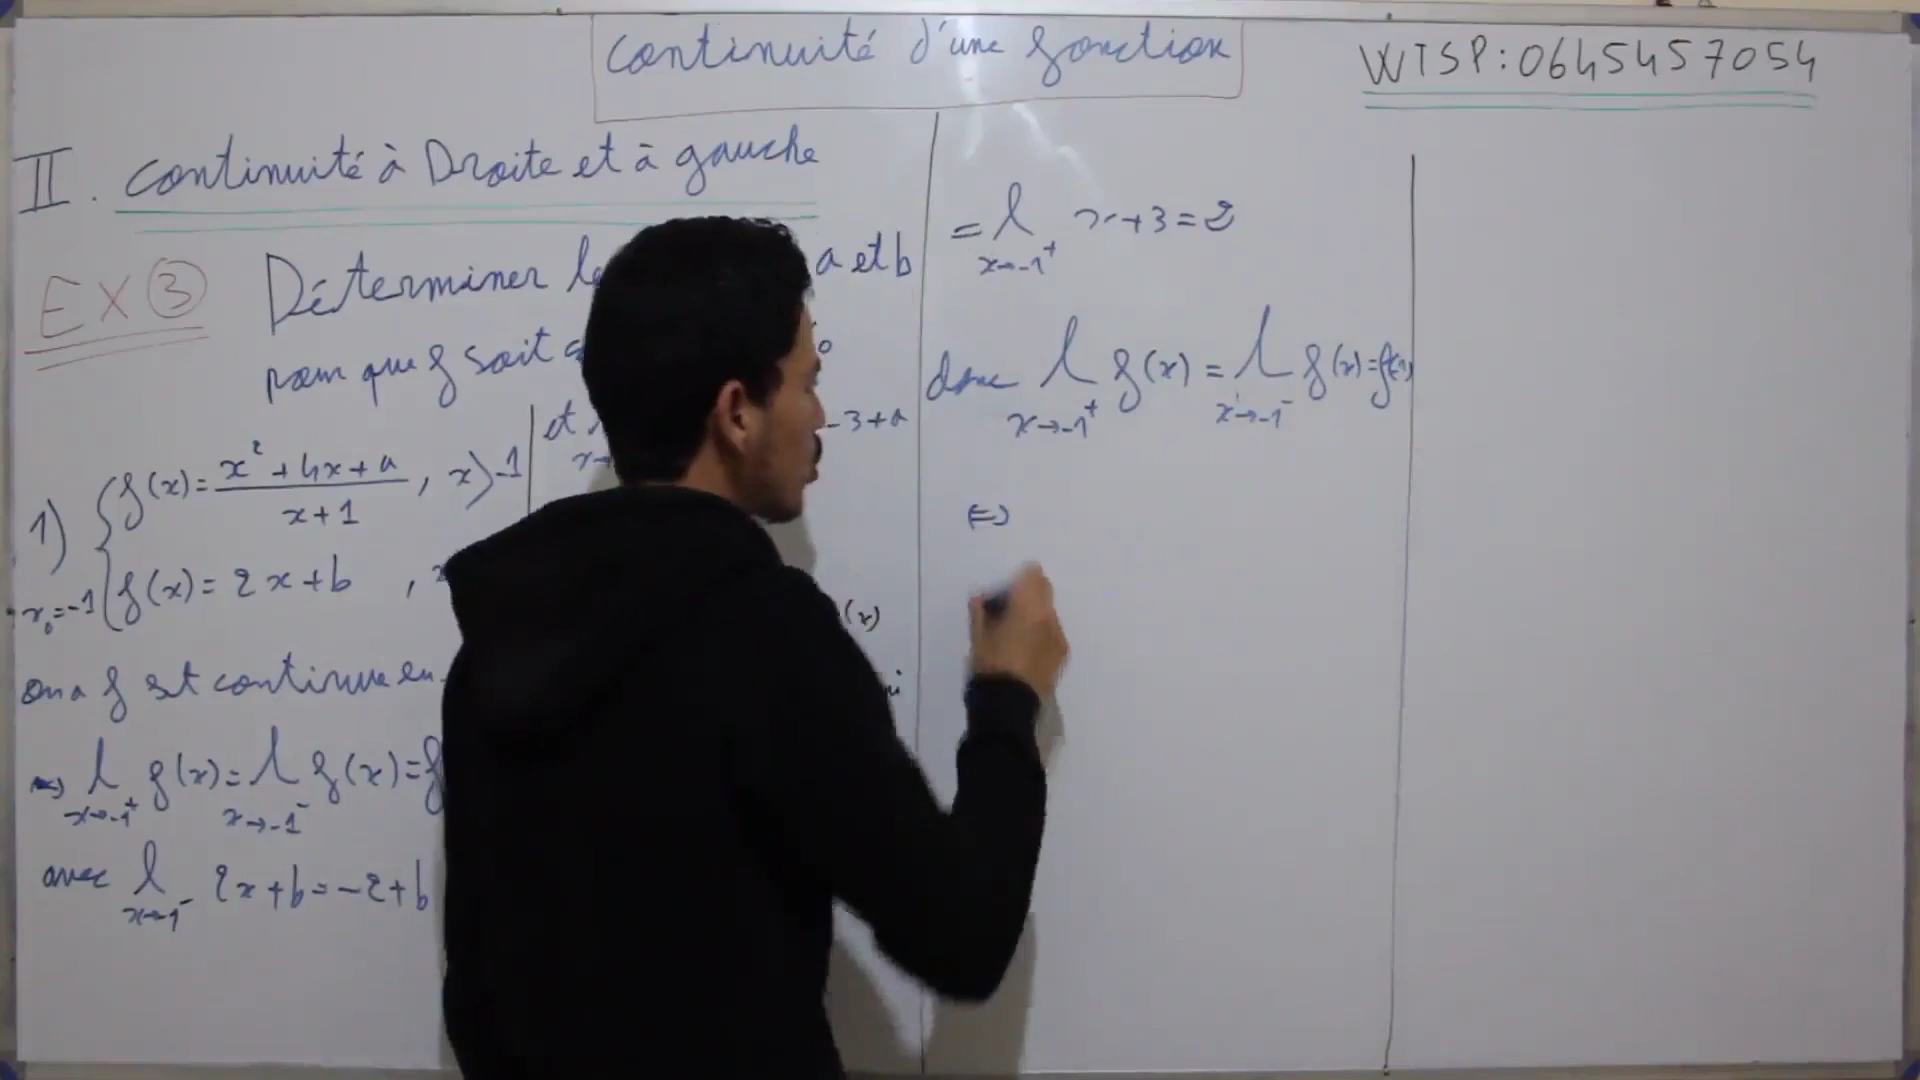 Continuité d'une fonction
WTSP: 0645457054
II. Continuité à Droite et à gauche
EX ③ Déterminer a et b
pour que f soit
1) { f(x) = x² + 4x + a / x + 1 , x > -1
x₀ = -1 { f(x) = 2x + b ,
on a f est continue en
l f(x) = l f(x) = f
x→-1⁺ x→-1⁻
avec l 2x + b = -2 + b
x→-1⁻
et
-3 + a
(x)
= l x + 3 = 2
x→-1⁺
donc l f(x) = l f(x) = f(-1)
x→-1⁺ x→-1⁻
⇔